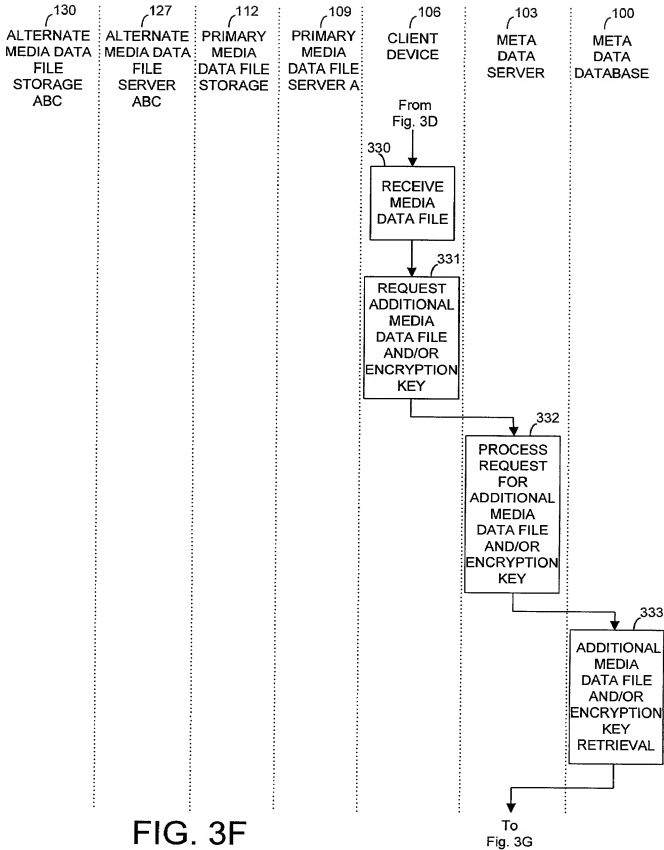 130
ALTERNATE
MEDIA DATA
FILE
STORAGE
ABC
127
ALTERNATE
MEDIA DATA
FILE
SERVER
ABC
112
PRIMARY
MEDIA
DATA FILE
STORAGE
109
PRIMARY
MEDIA
DATA FILE
SERVER A
106
CLIENT
DEVICE
103
META
DATA
SERVER
100
META
DATA
DATABASE
From
Fig. 3D
330
RECEIVE
MEDIA
DATA FILE
331
REQUEST
ADDITIONAL
MEDIA
DATA FILE
AND/OR
ENCRYPTION
KEY
332
PROCESS
REQUEST
FOR
ADDITIONAL
MEDIA
DATA FILE
AND/OR
ENCRYPTION
KEY
333
ADDITIONAL
MEDIA
DATA FILE
AND/OR
ENCRYPTION
KEY
RETRIEVAL
To
Fig. 3G
FIG. 3F